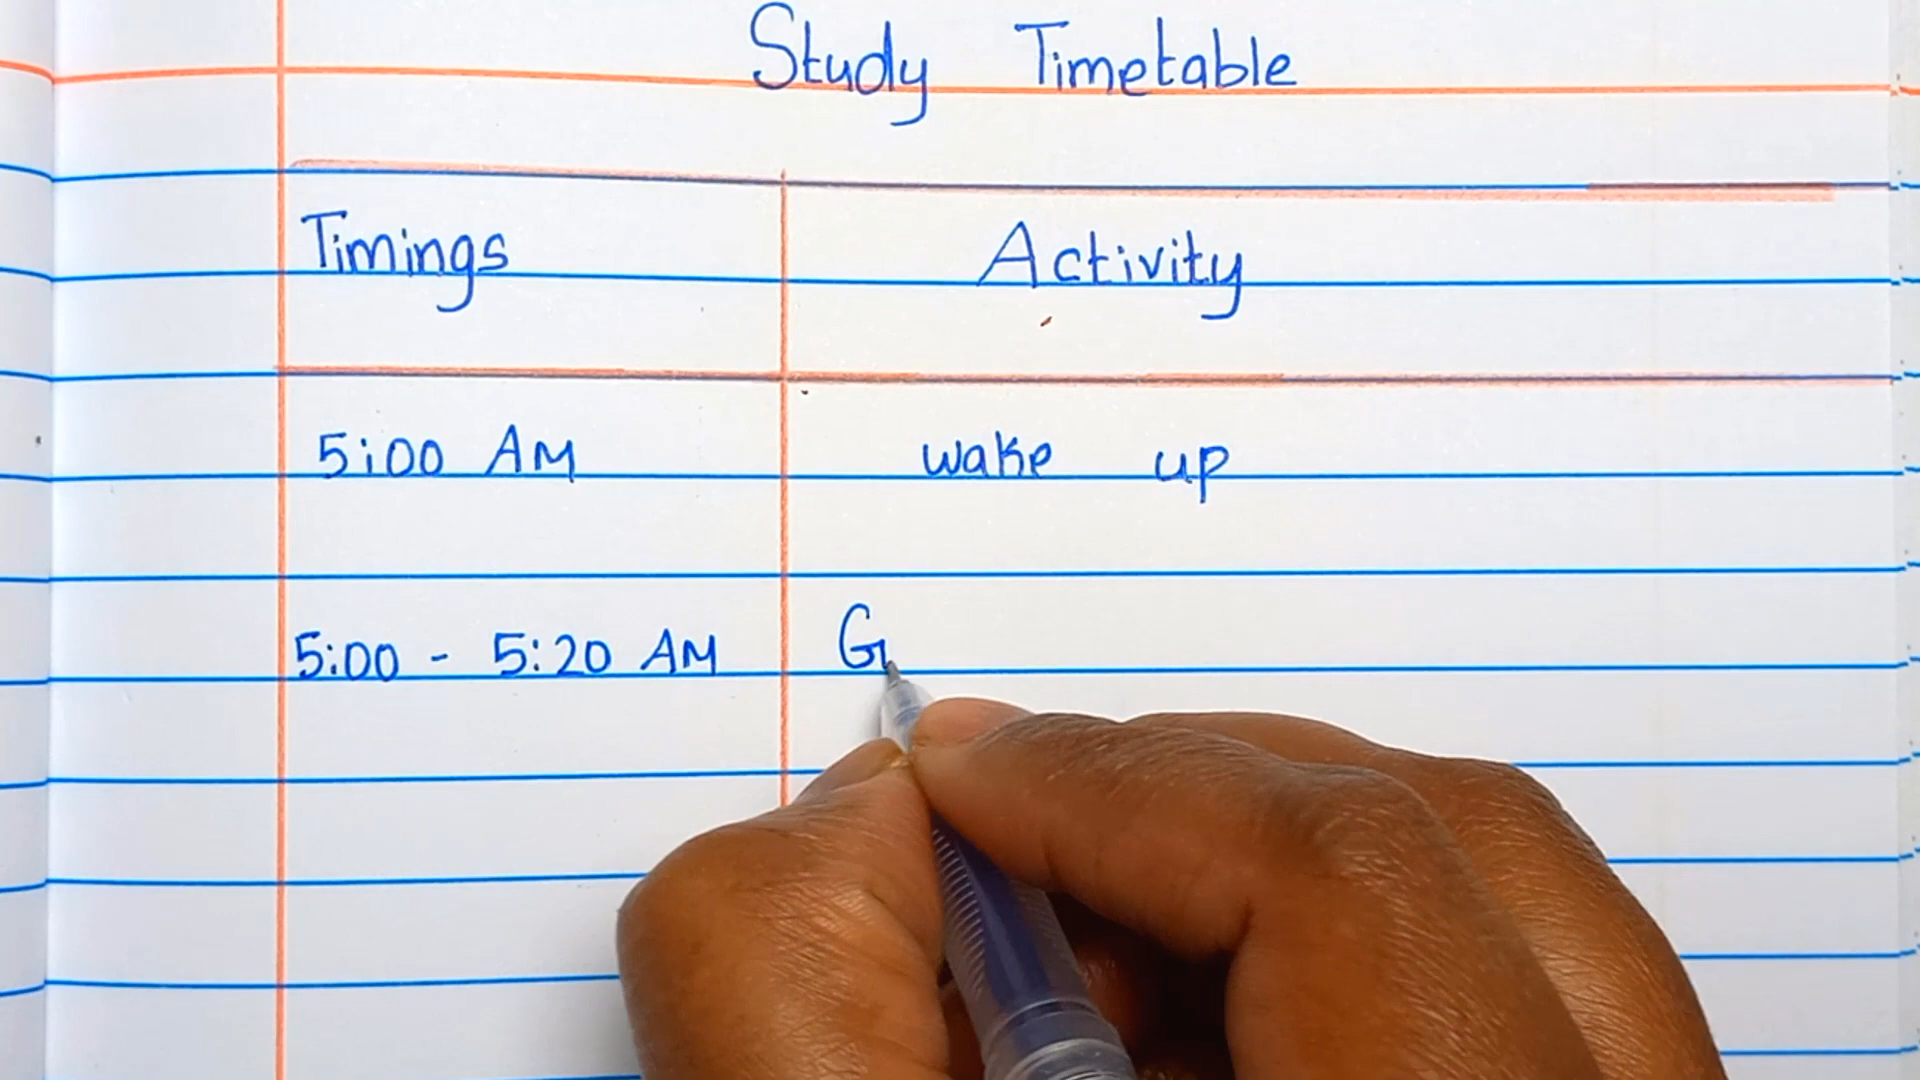 Study Timetable
Timings Activity
5:00 AM wake up
5:00 - 5:20 AM G